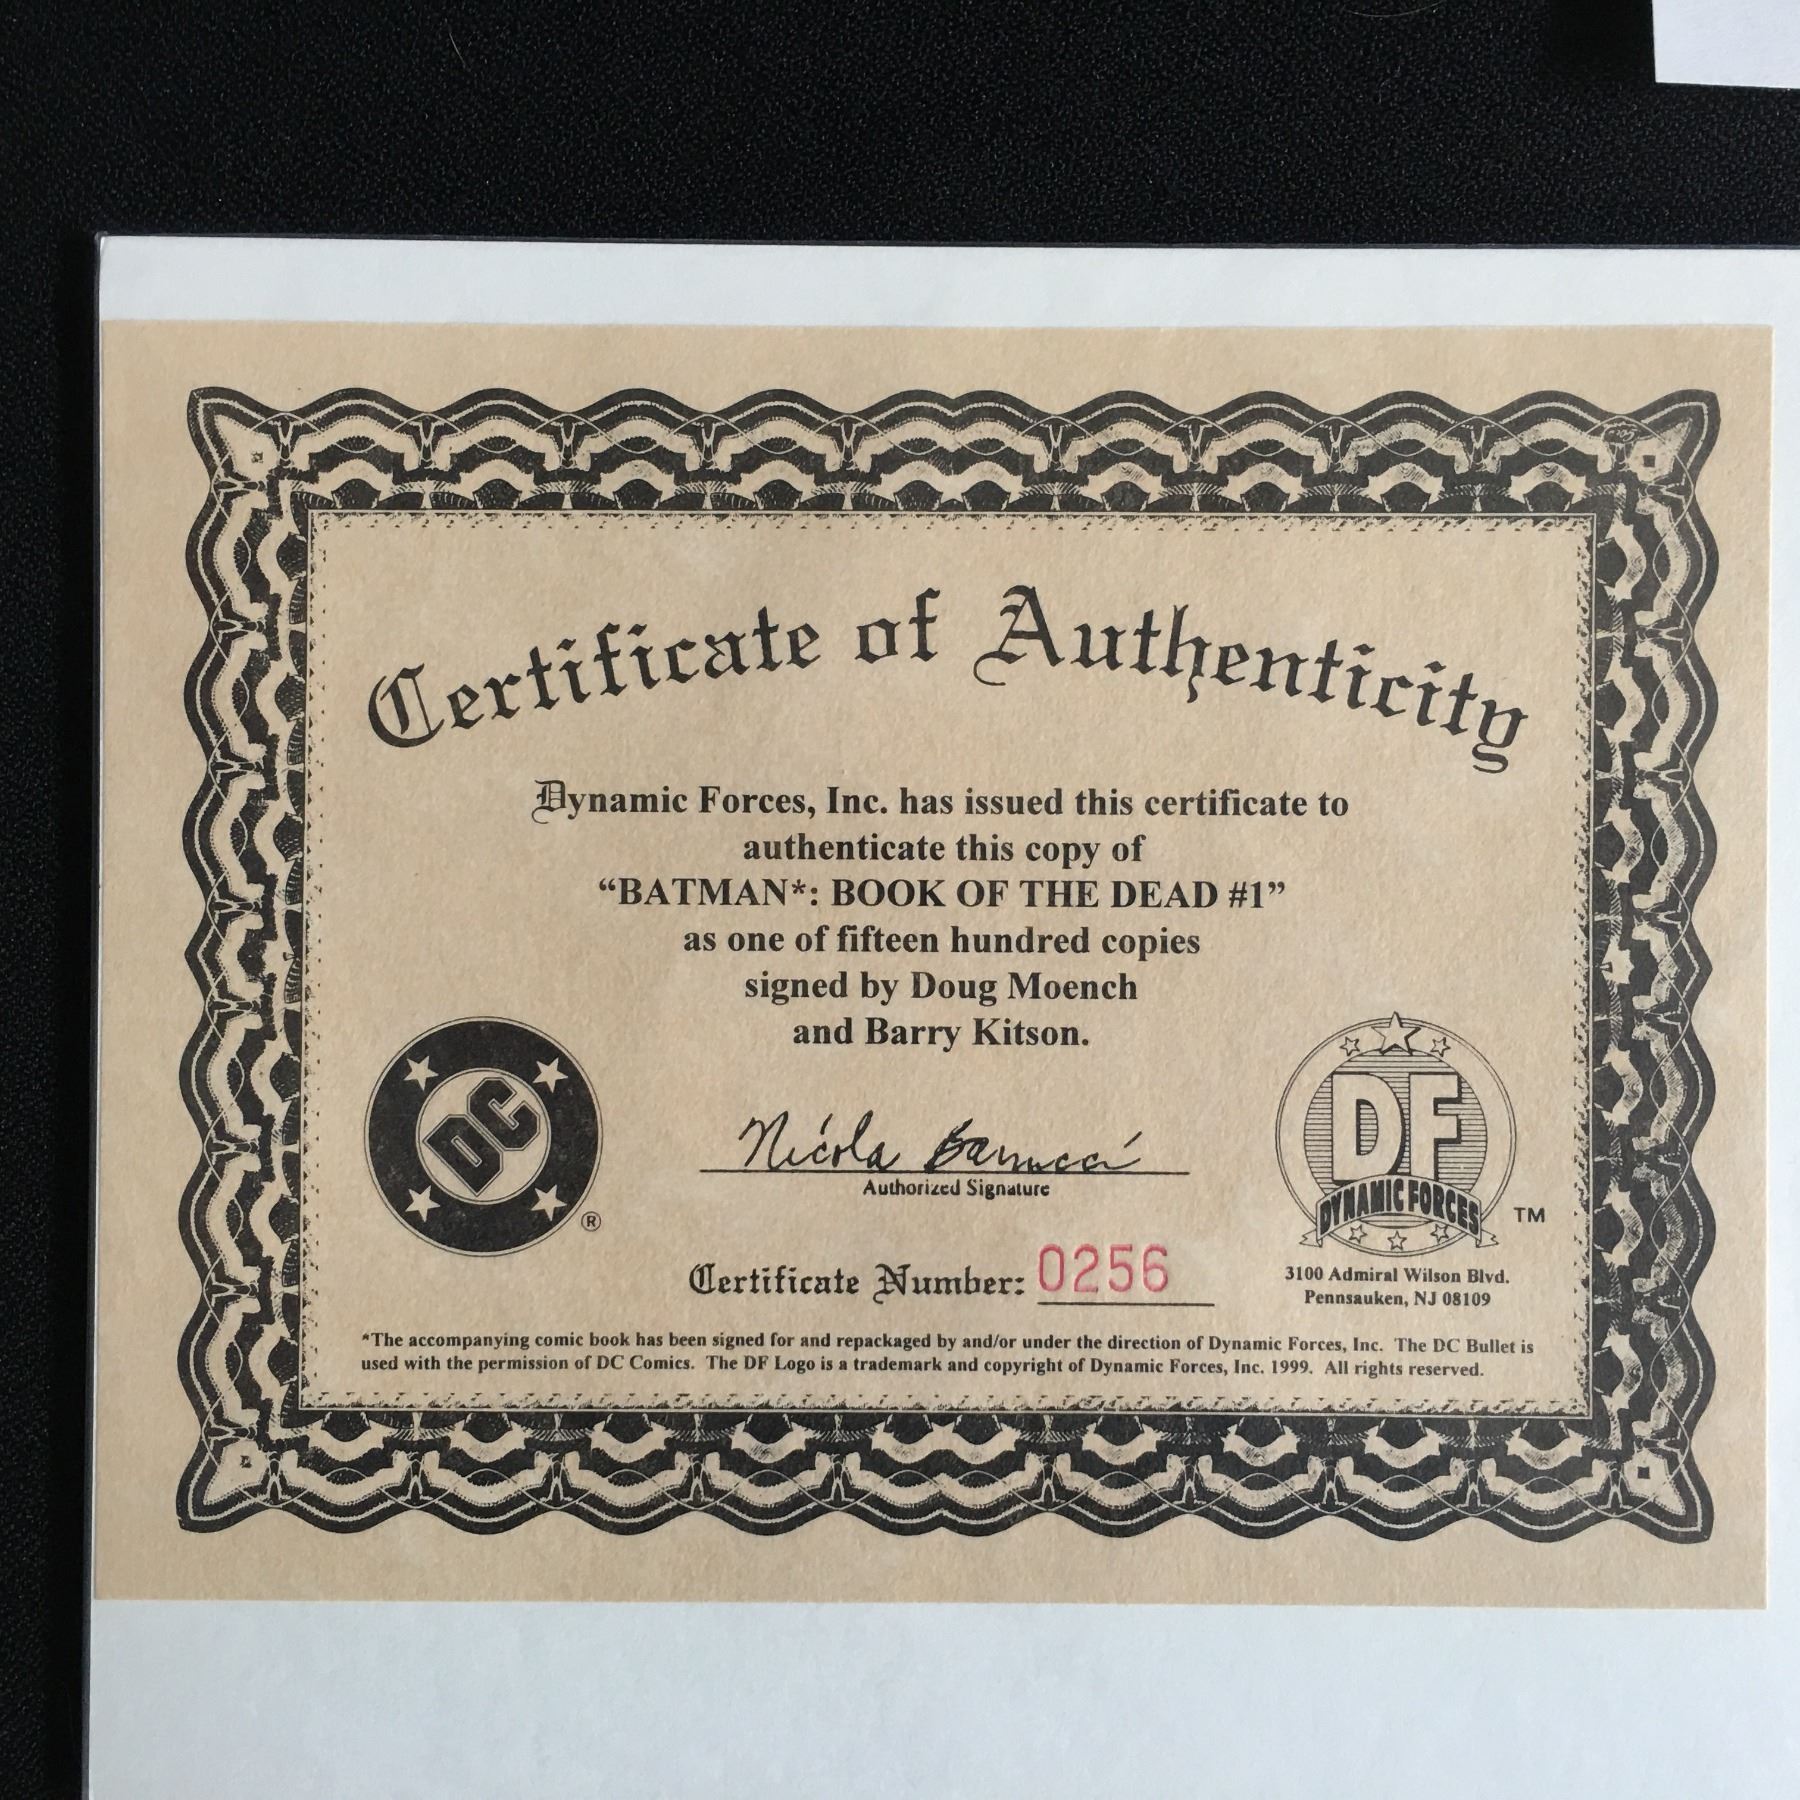 Certificate of Authenticity
Dynamic Forces, Inc. has issued this certificate to
authenticate this copy of
“BATMAN*: BOOK OF THE DEAD #1”
as one of fifteen hundred copies
signed by Doug Moench
and Barry Kitson.
DC
®
Nicola Barrucci
Authorized Signature
DF
DYNAMIC FORCES
TM
Certificate Number: 0256
3100 Admiral Wilson Blvd.
Pennsauken, NJ 08109
*The accompanying comic book has been signed for and repackaged by and/or under the direction of Dynamic Forces, Inc. The DC Bullet is
used with the permission of DC Comics. The DF Logo is a trademark and copyright of Dynamic Forces, Inc. 1999. All rights reserved.